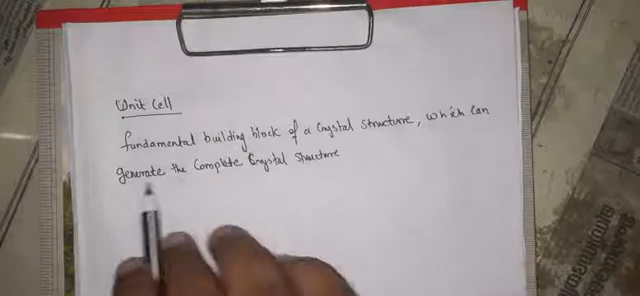 Unit Cell
fundamental building block of a Crystal Structure, which can
generate the Complete Crystal Structure